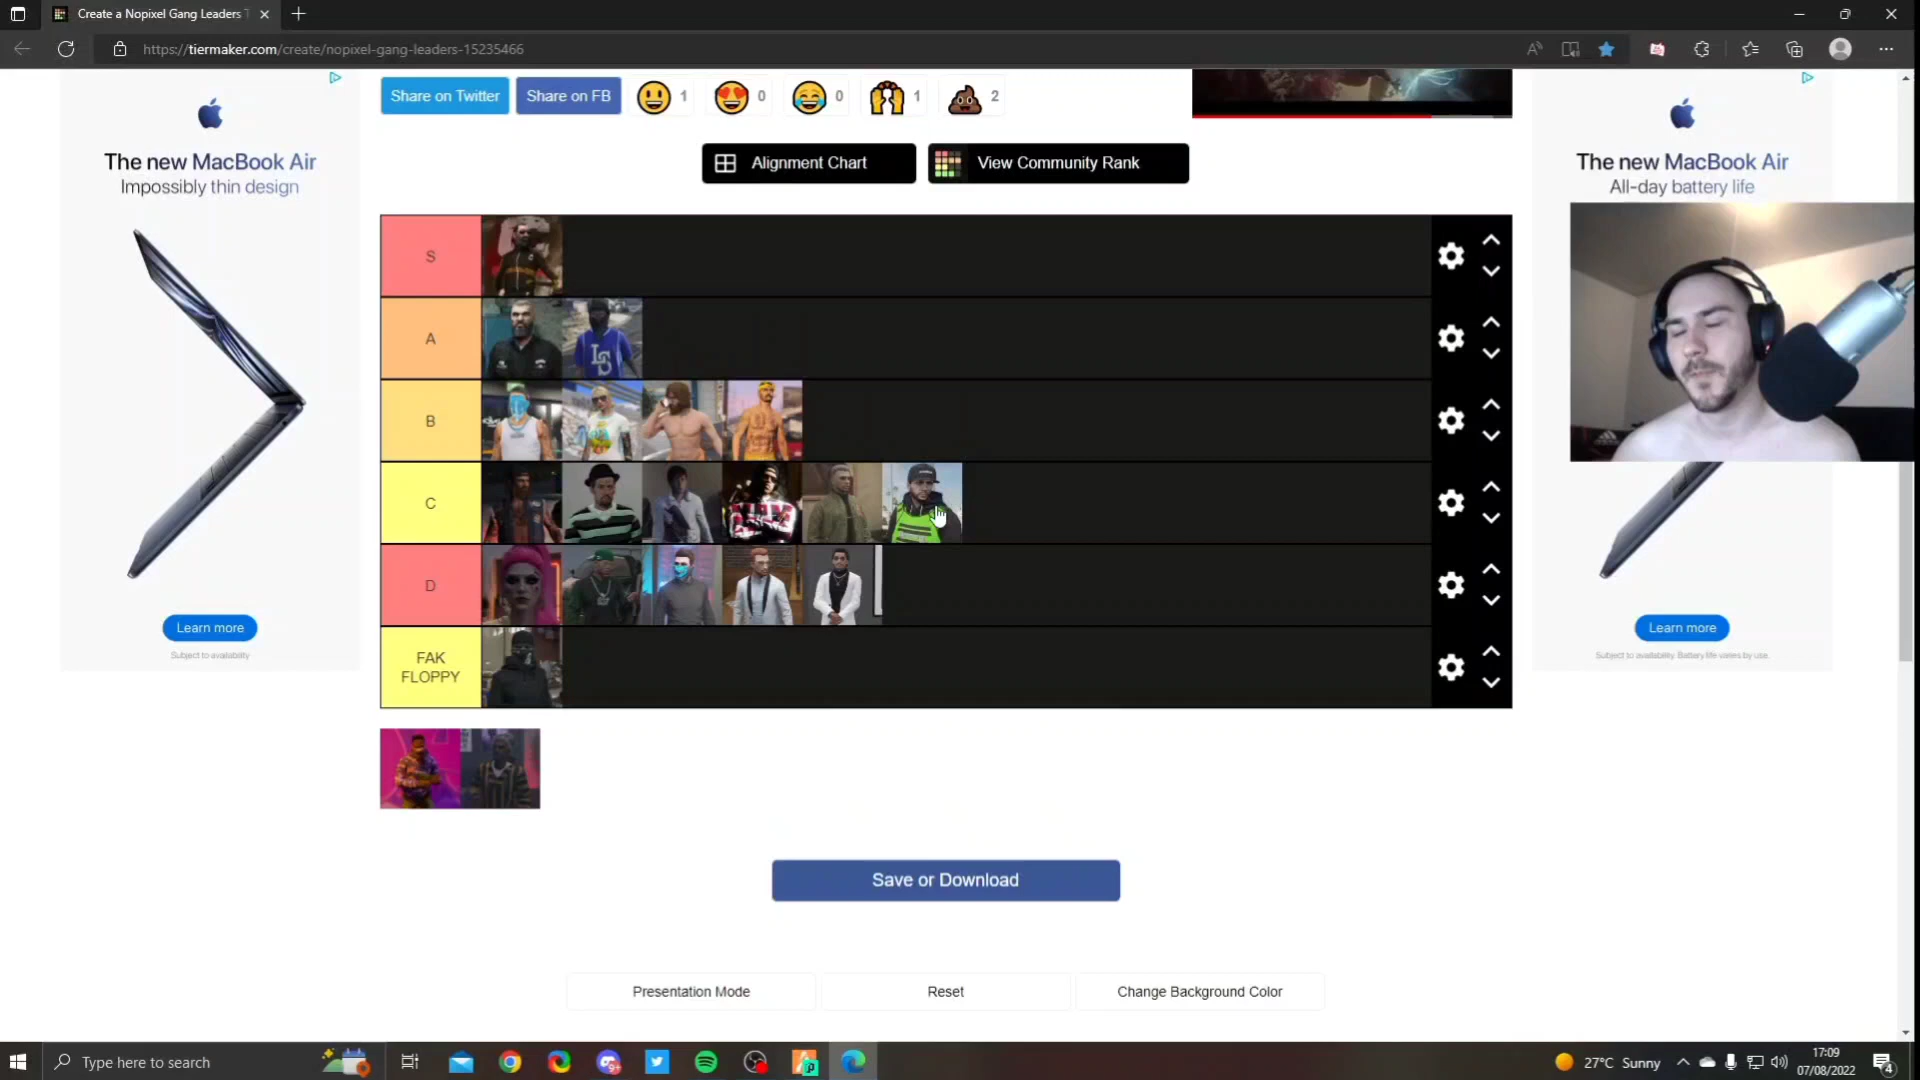 Create a Nopixel Gang Leaders T
https://tiermaker.com/create/nopixel-gang-leaders-15235466
Share on Twitter
Share on FB
1
0
0
1
2
Alignment Chart
View Community Rank
The new MacBook Air
Impossibly thin design
Learn more
Subject to availability
The new MacBook Air
All-day battery life
Learn more
Subject to availability. Battery life varies by use.
S
A
B
C
D
FAK
FLOPPY
LS
Save or Download
Presentation Mode
Reset
Change Background Color
Type here to search
27°C Sunny
17:09
07/08/2022
4